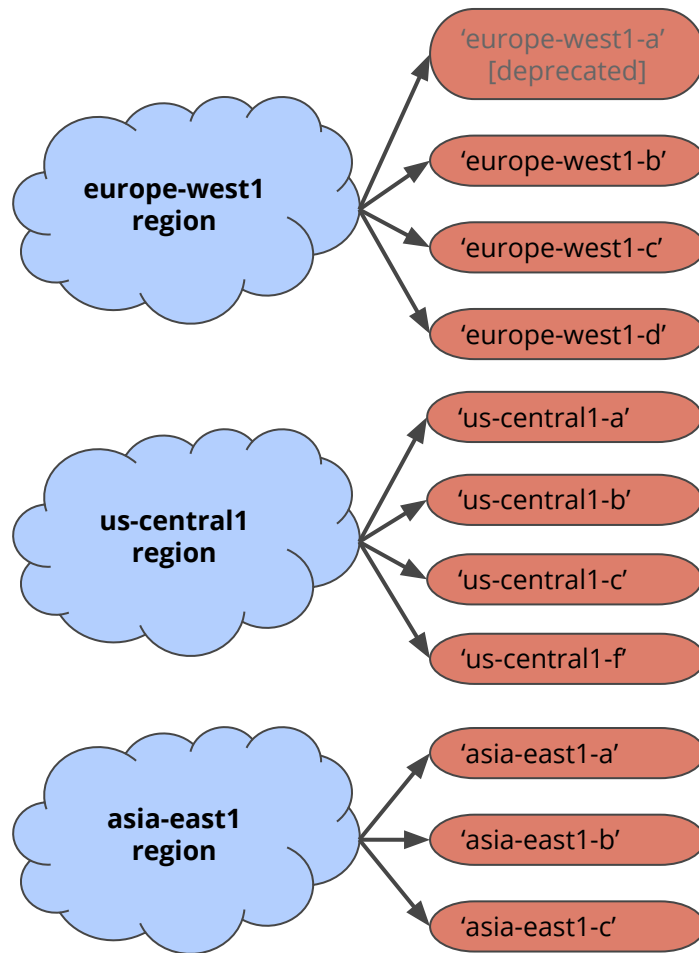 europe-west1
region
‘europe-west1-a’
[deprecated]
‘europe-west1-b’
‘europe-west1-c’
‘europe-west1-d’
us-central1
region
‘us-central1-a’
‘us-central1-b’
‘us-central1-c’
‘us-central1-f’
asia-east1
region
‘asia-east1-a’
‘asia-east1-b’
‘asia-east1-c’